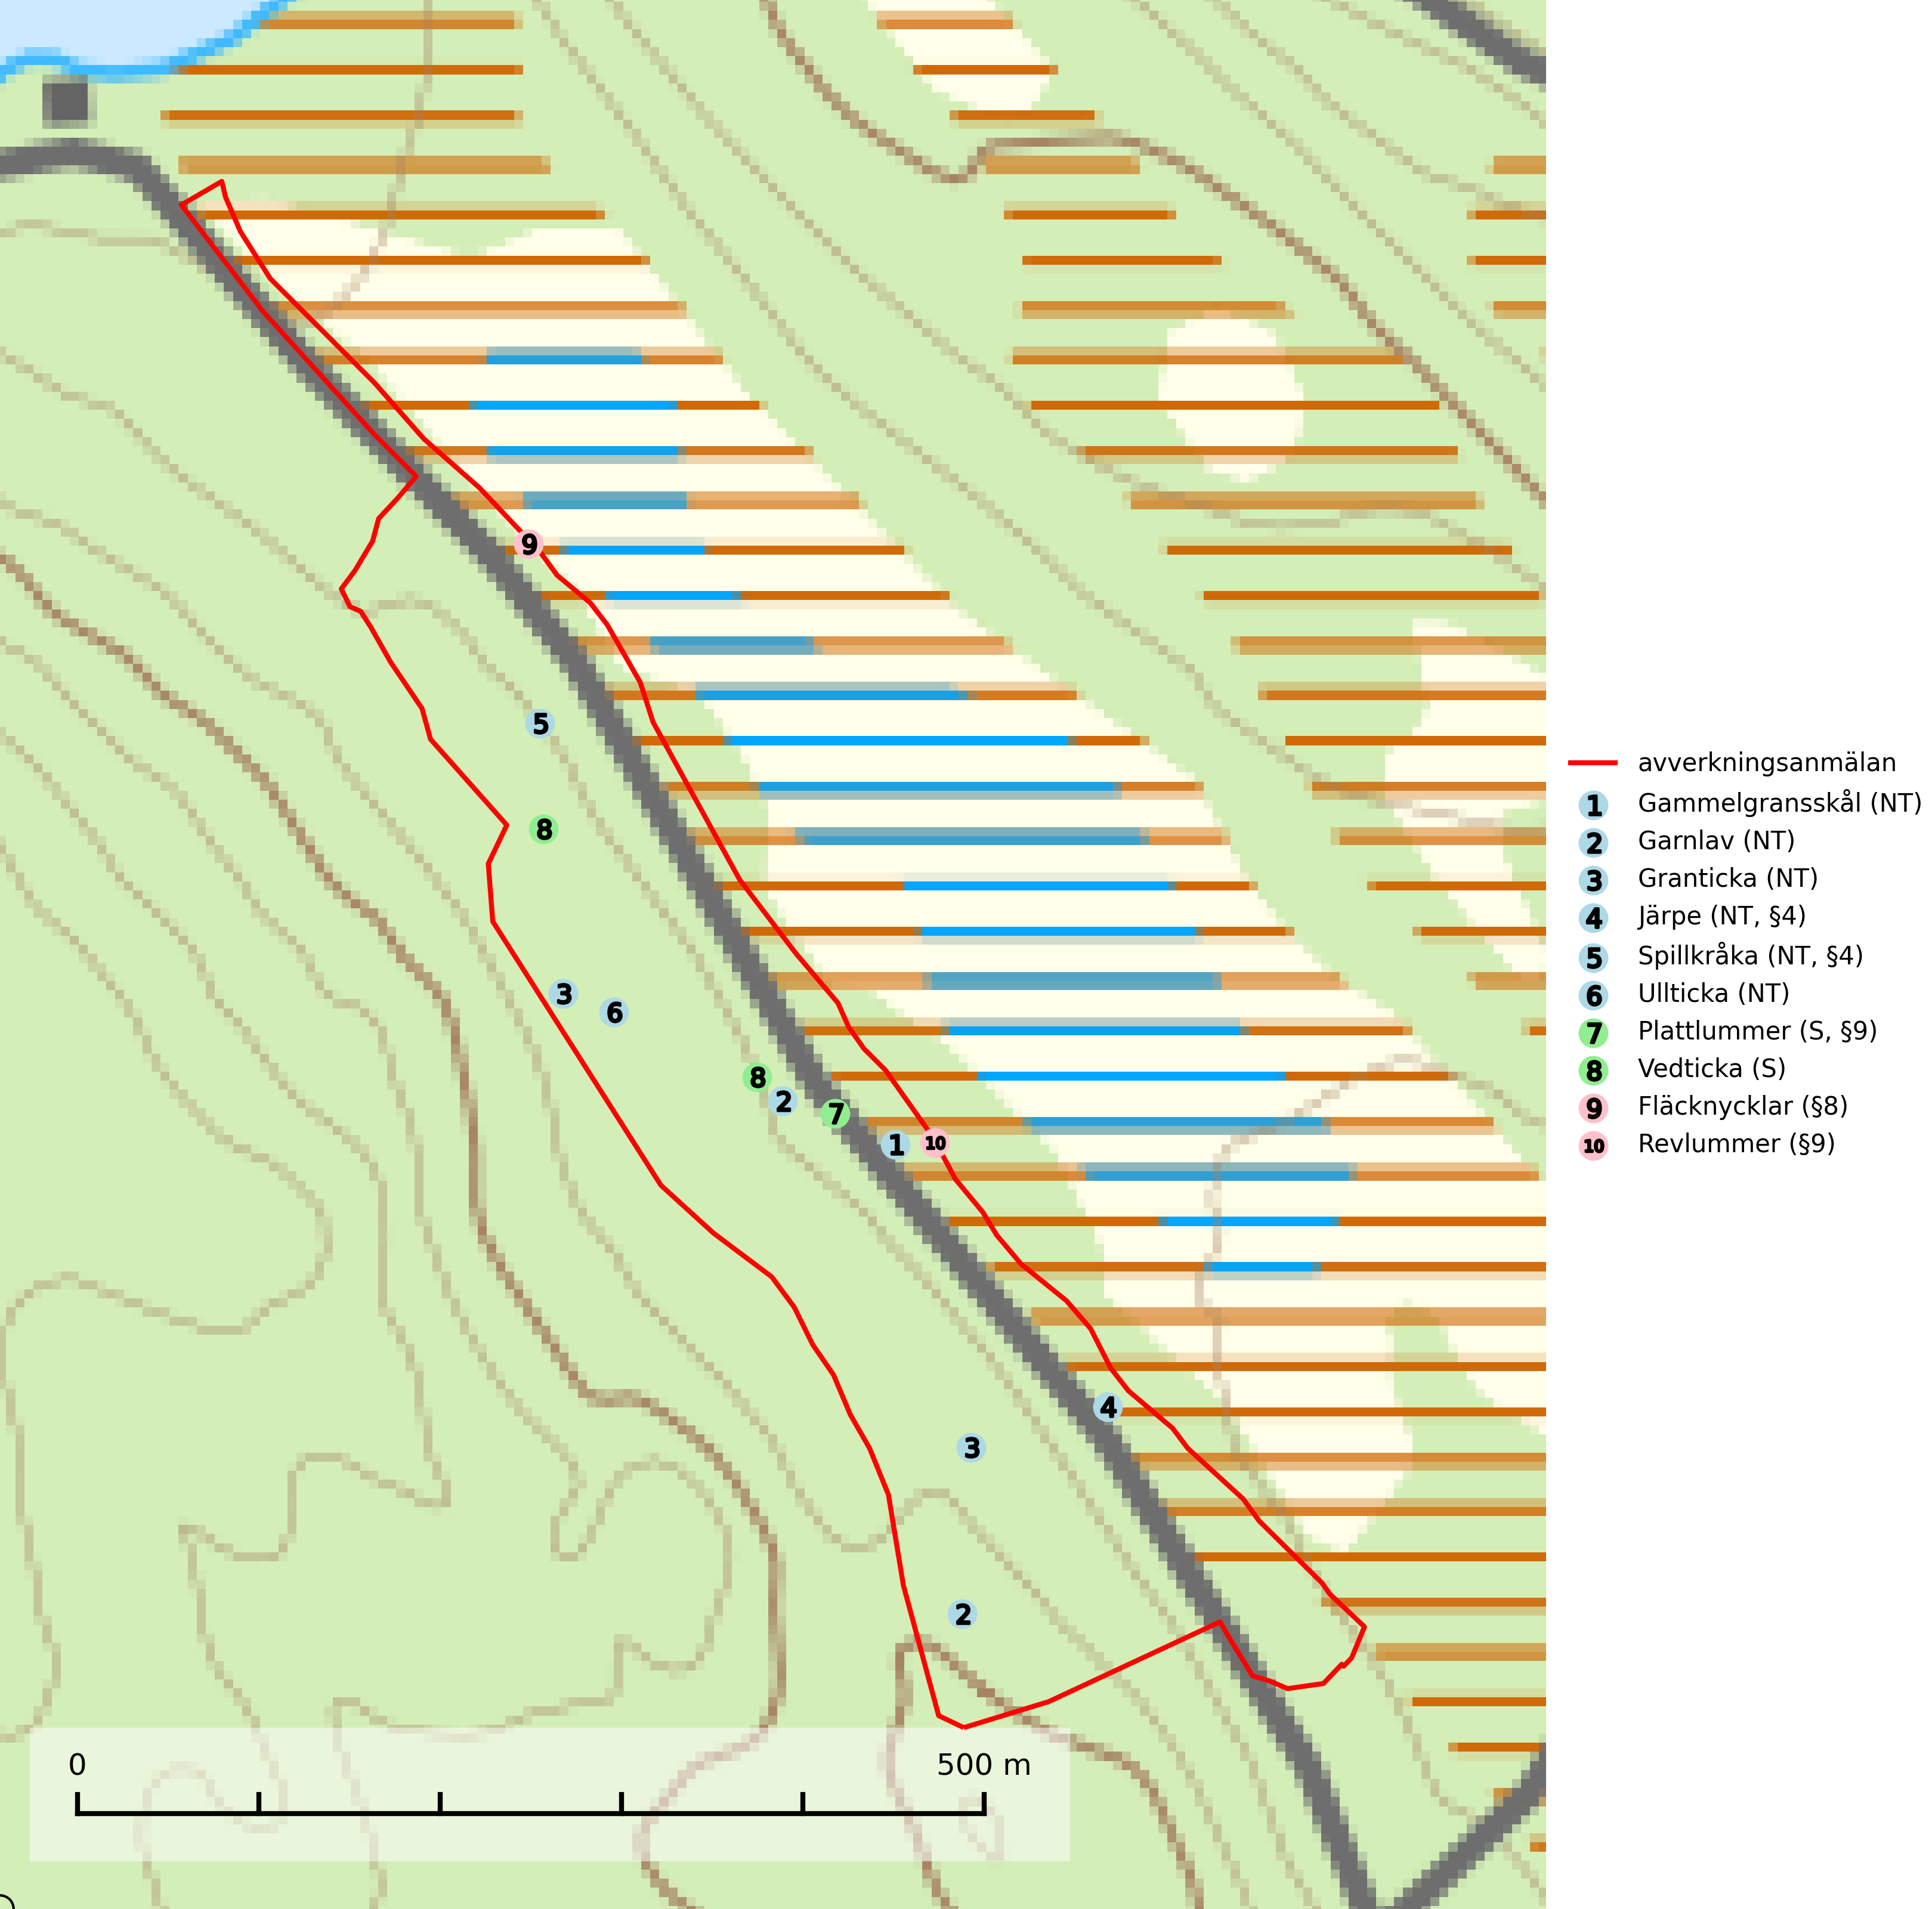 9
5
8
3
6
8
2
7
1
10
4
3
2
0 500 m
avverkningsanmälan
1 Gammelgransskål (NT)
2 Garnlav (NT)
3 Granticka (NT)
4 Järpe (NT, §4)
5 Spillkråka (NT, §4)
6 Ullticka (NT)
7 Plattlummer (S, §9)
8 Vedticka (S)
9 Fläcknycklar (§8)
10 Revlummer (§9)